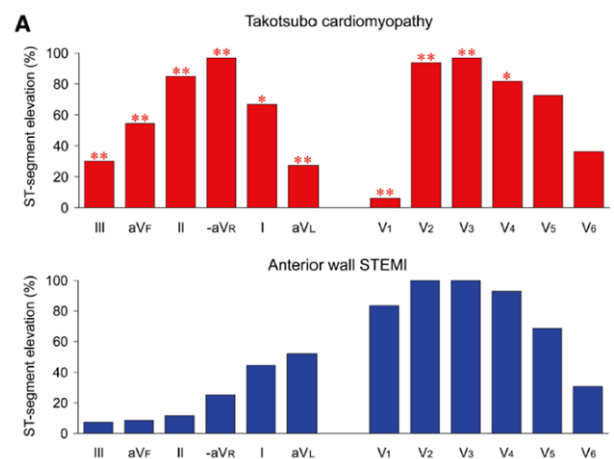 A
Takotsubo cardiomyopathy
ST-segment elevation (%)
100
80
60
40
20
0
** ** ** ** * ** ** ** ** *
III aVF II -aVR I aVL V1 V2 V3 V4 V5 V6
Anterior wall STEMI
ST-segment elevation (%)
100
80
60
40
20
0
III aVF II -aVR I aVL V1 V2 V3 V4 V5 V6